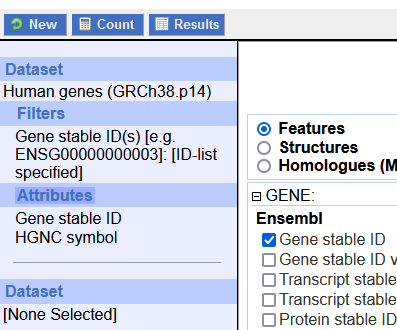 New
Count
Results
Dataset
Human genes (GRCh38.p14)
Filters
Gene stable ID(s) [e.g.
ENSG00000000003]: [ID-list
specified]
Attributes
Gene stable ID
HGNC symbol
Dataset
[None Selected]
Features
Structures
Homologues (M
GENE:
Ensembl
Gene stable ID
Gene stable ID v
Transcript stable
Transcript stable
Protein stable ID